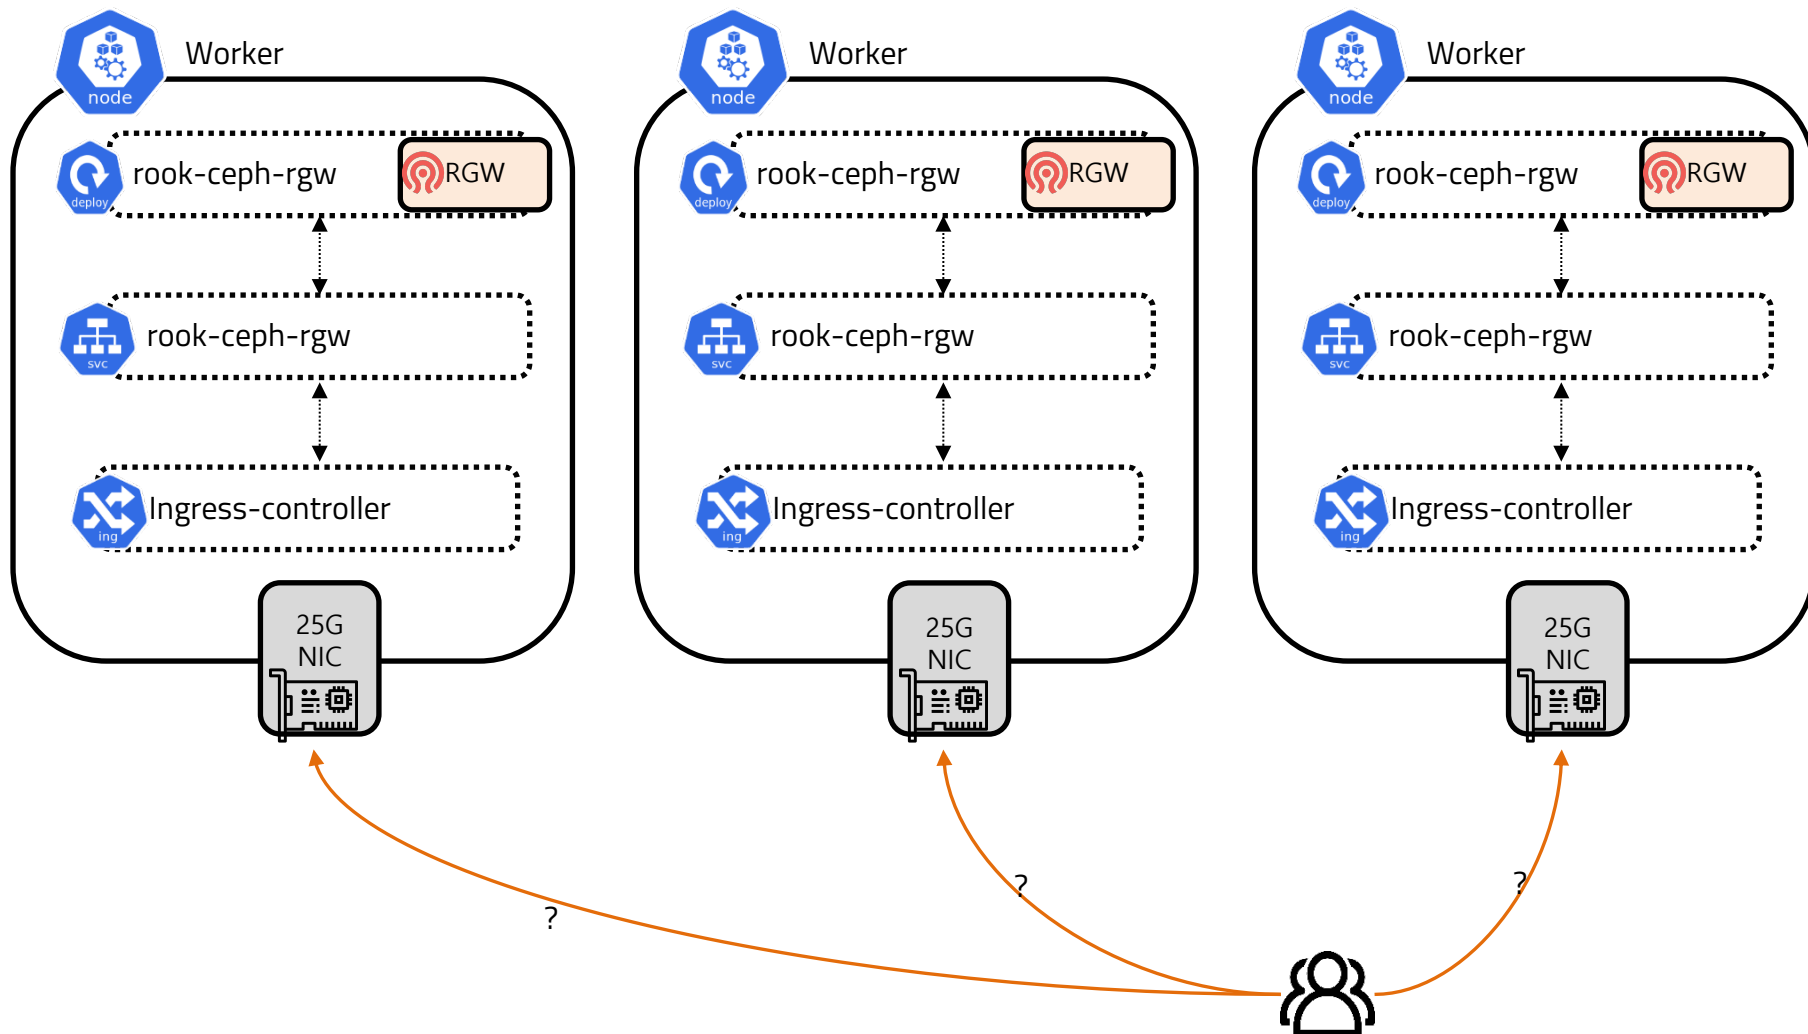 Worker
node
rook-ceph-rgw
RGW
deploy
rook-ceph-rgw
svc
Ingress-controller
ing
25G
NIC
Worker
node
rook-ceph-rgw
RGW
deploy
rook-ceph-rgw
svc
Ingress-controller
ing
25G
NIC
Worker
node
rook-ceph-rgw
RGW
deploy
rook-ceph-rgw
svc
Ingress-controller
ing
25G
NIC
?
?
?